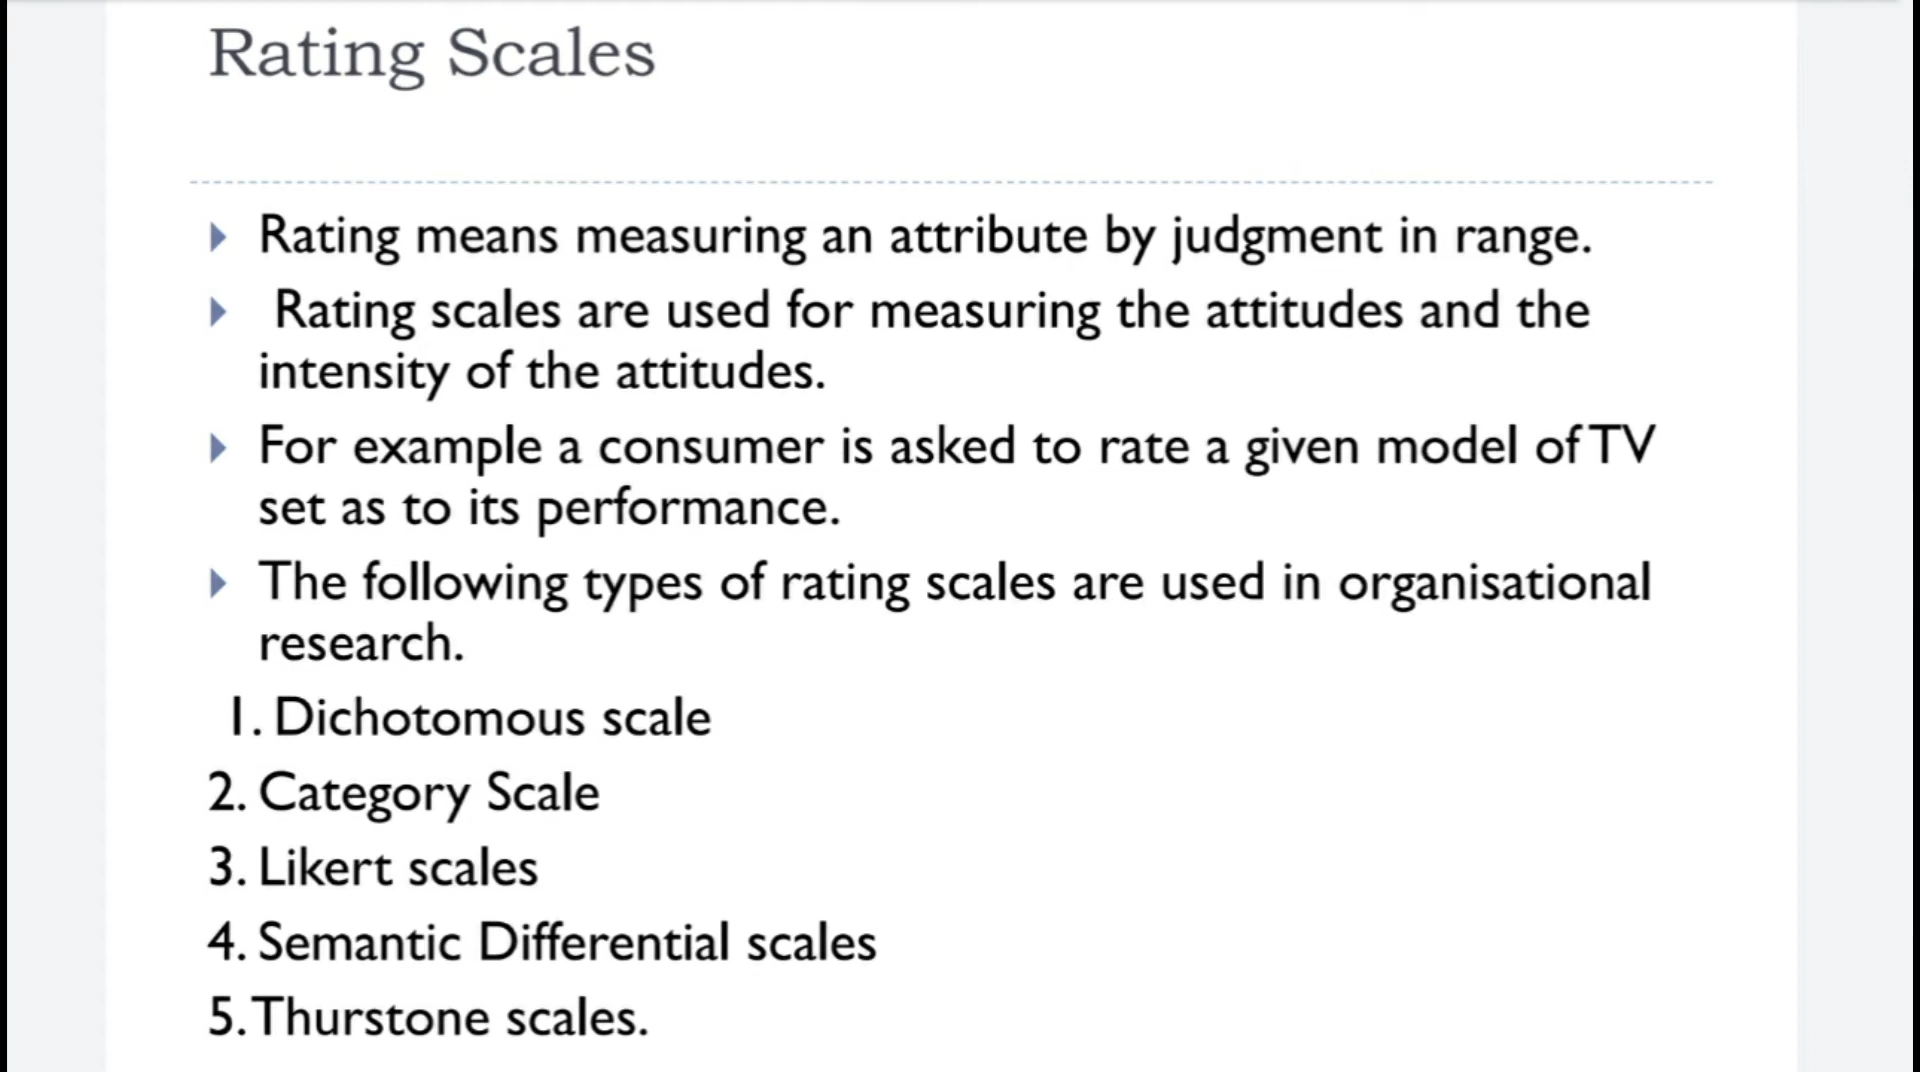 Rating Scales
Rating means measuring an attribute by judgment in range.
Rating scales are used for measuring the attitudes and the
intensity of the attitudes.
For example a consumer is asked to rate a given model of TV
set as to its performance.
The following types of rating scales are used in organisational
research.
1. Dichotomous scale
2. Category Scale
3. Likert scales
4. Semantic Differential scales
5. Thurstone scales.